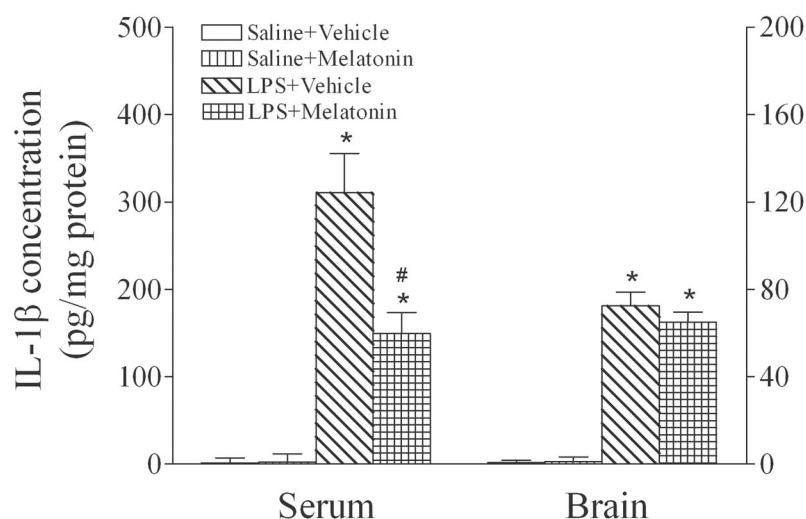 IL-1β concentration
(pg/mg protein)
500
400
300
200
100
0
Saline+Vehicle
Saline+Melatonin
LPS+Vehicle
LPS+Melatonin
*
#
*
*
*
200
160
120
80
40
0
Serum
Brain